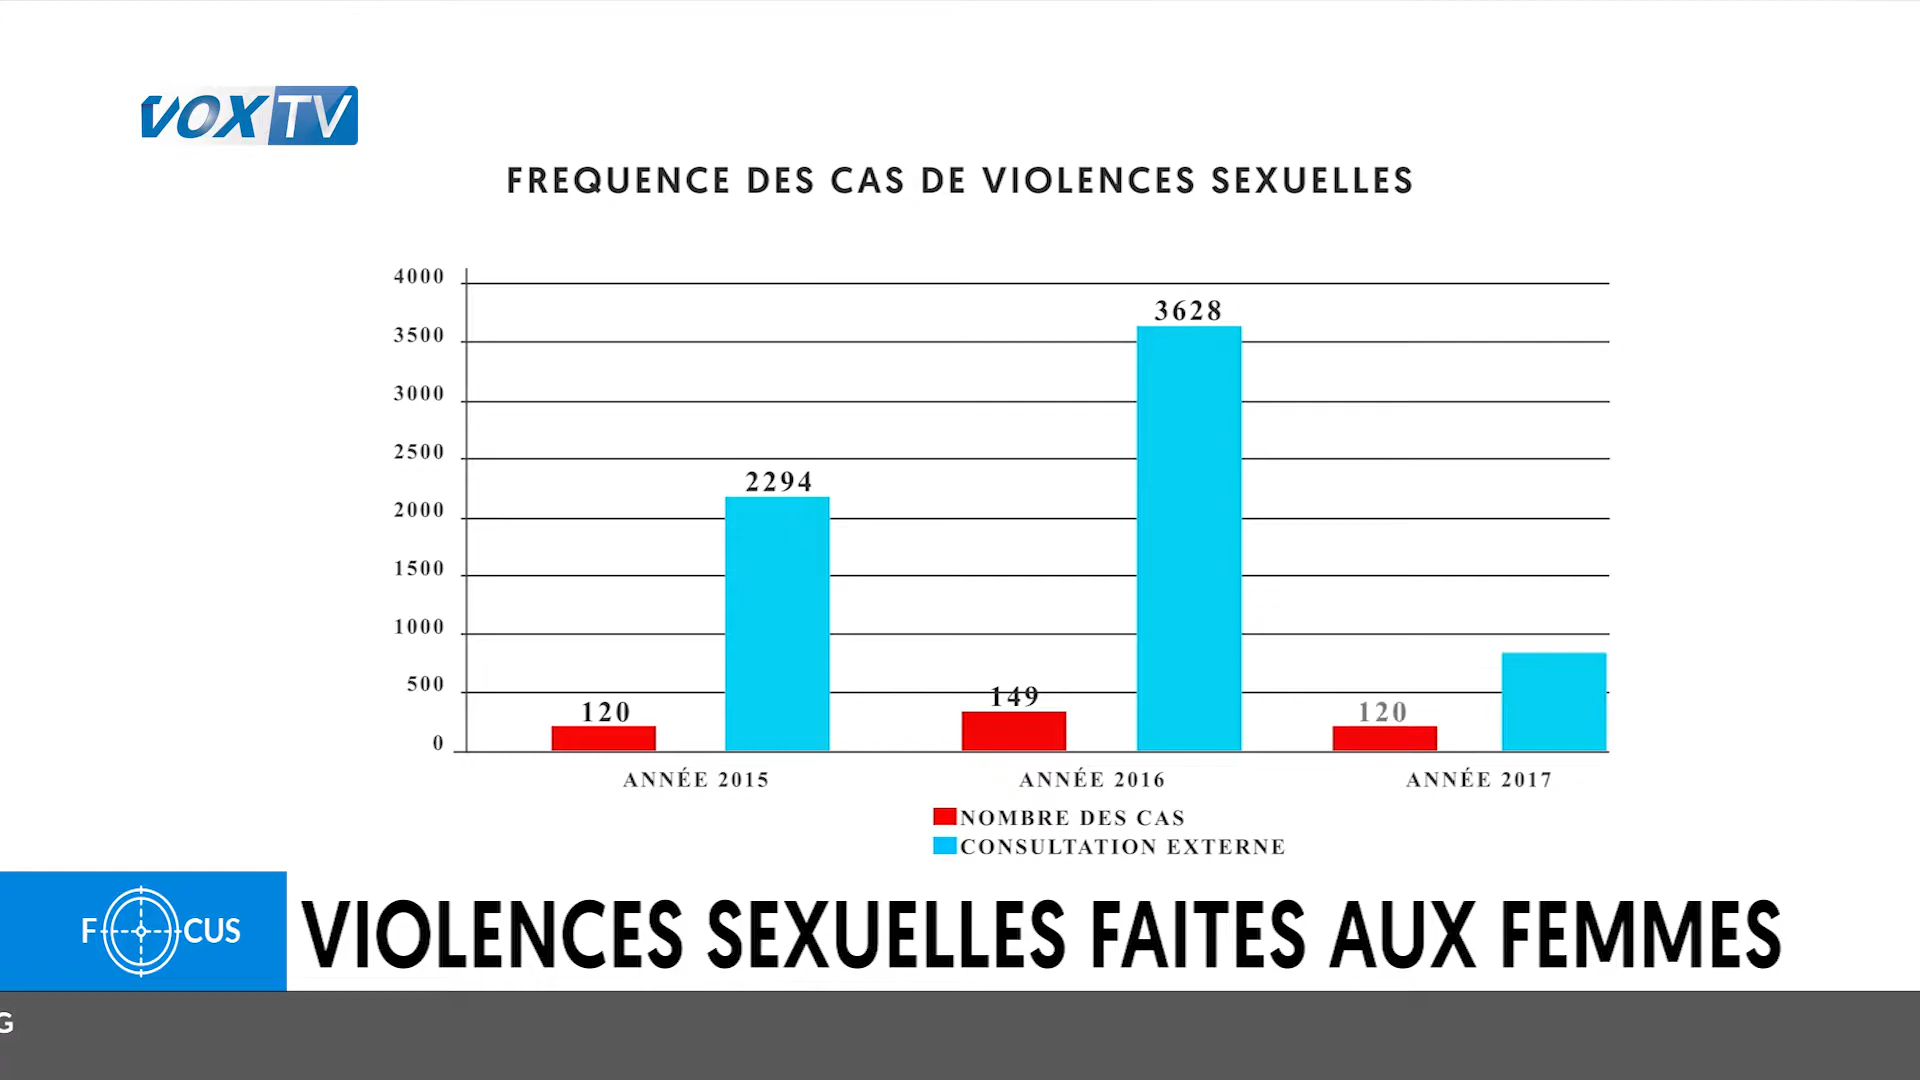 VOX TV
FREQUENCE DES CAS DE VIOLENCES SEXUELLES
4000
3628
3500
3000
2500
2294
2000
1500
1000
500
149
120
120
0
ANNÉE 2015
ANNÉE 2016
ANNÉE 2017
NOMBRE DES CAS
CONSULTATION EXTERNE
FOCUS
VIOLENCES SEXUELLES FAITES AUX FEMMES
G